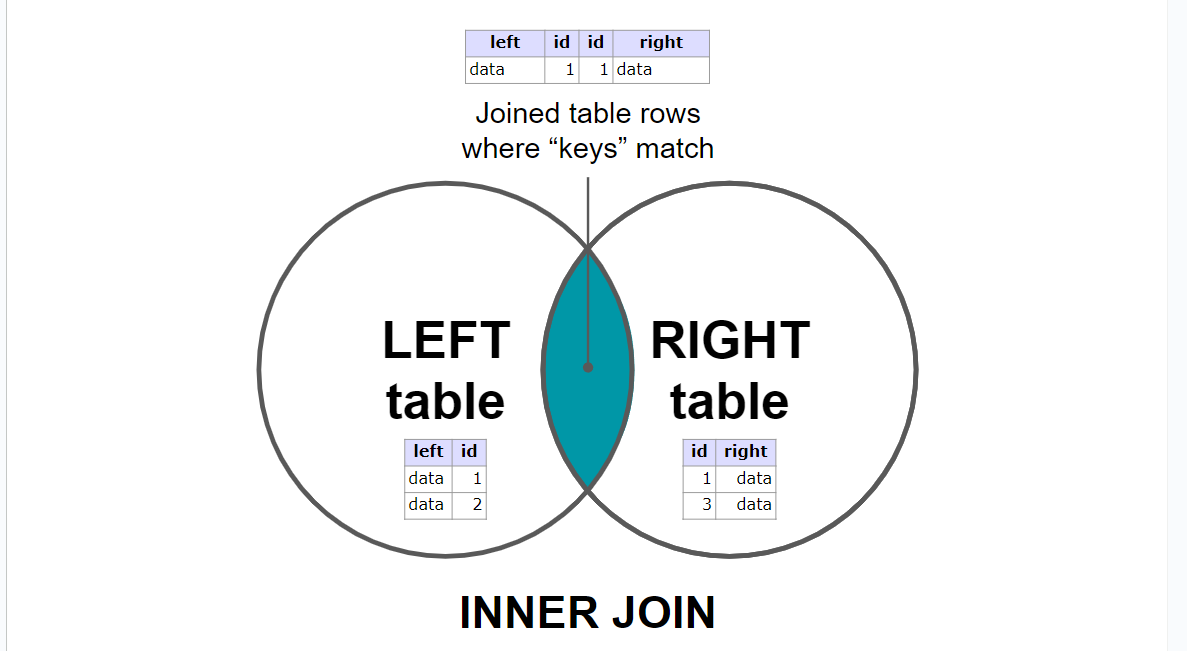 left id id right
data 1 1 data
Joined table rows
where “keys” match
LEFT
table
left id
data 1
data 2
RIGHT
table
id right
1 data
3 data
INNER JOIN